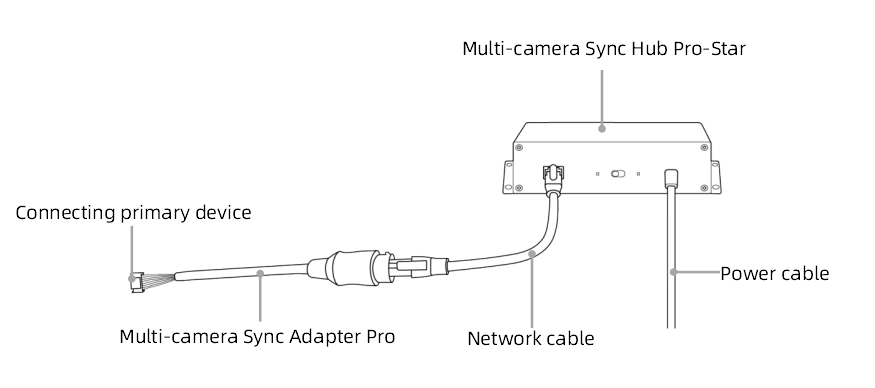 Multi-camera Sync Hub Pro-Star
Connecting primary device
Power cable
Multi-camera Sync Adapter Pro
Network cable